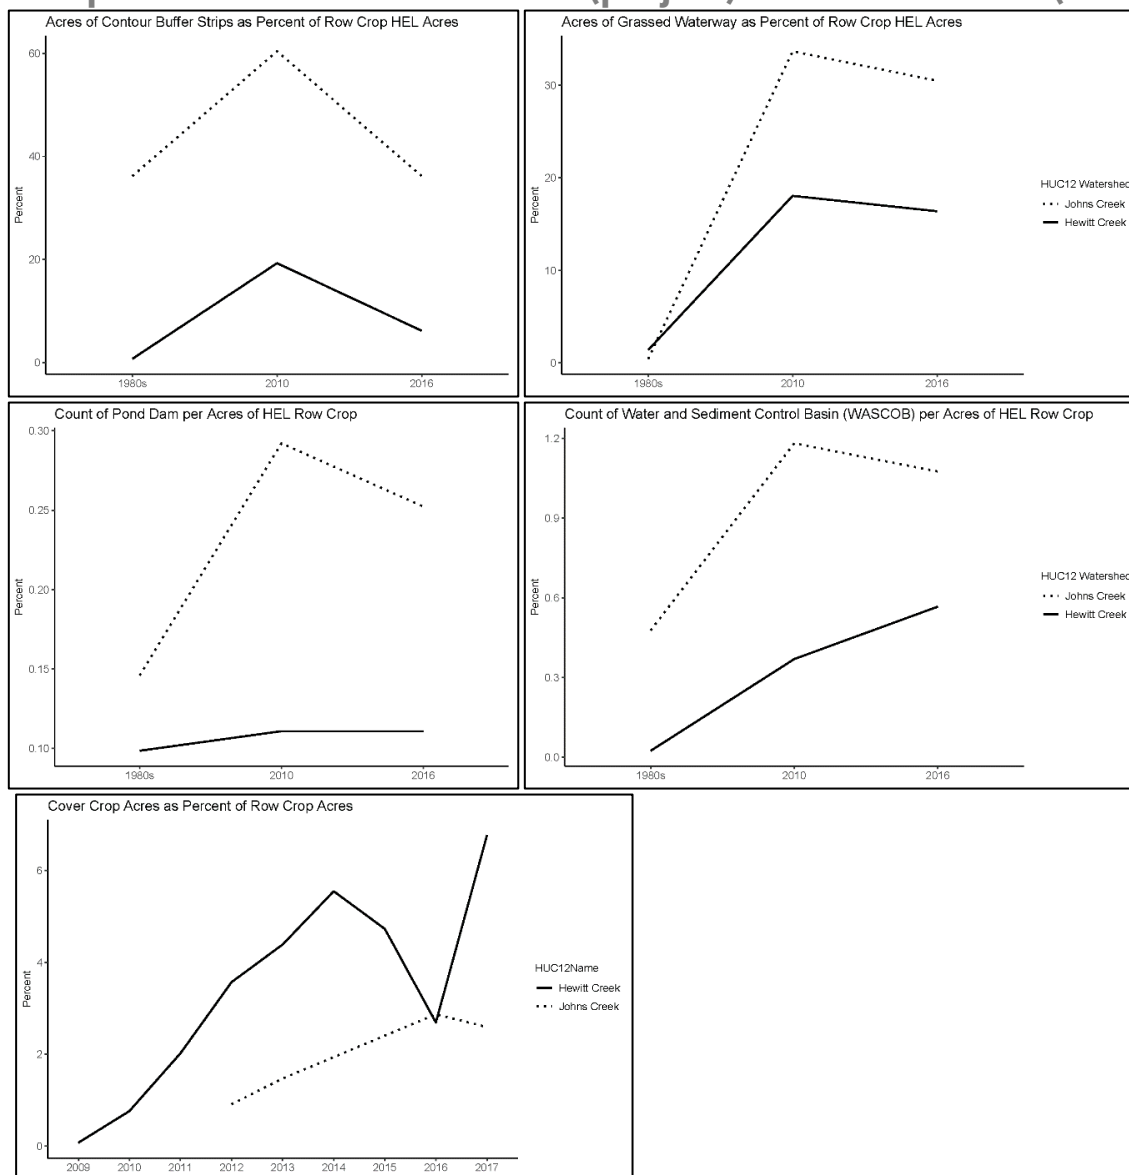 Acres of Contour Buffer Strips as Percent of Row Crop HEL Acres
Percent
60
40
20
0
1980s 2010 2016
Acres of Grassed Waterway as Percent of Row Crop HEL Acres
Percent
30
20
10
0
1980s 2010 2016
HUC12 Watershed
Johns Creek
Hewitt Creek
Count of Pond Dam per Acres of HEL Row Crop
Percent
0.30
0.25
0.20
0.15
0.10
1980s 2010 2016
Count of Water and Sediment Control Basin (WASCOB) per Acres of HEL Row Crop
Percent
1.2
0.9
0.6
0.3
0.0
1980s 2010 2016
HUC12 Watershed
Johns Creek
Hewitt Creek
Cover Crop Acres as Percent of Row Crop Acres
Percent
6
4
2
0
2009 2010 2011 2012 2013 2014 2015 2016 2017
HUC12Name
Hewitt Creek
Johns Creek